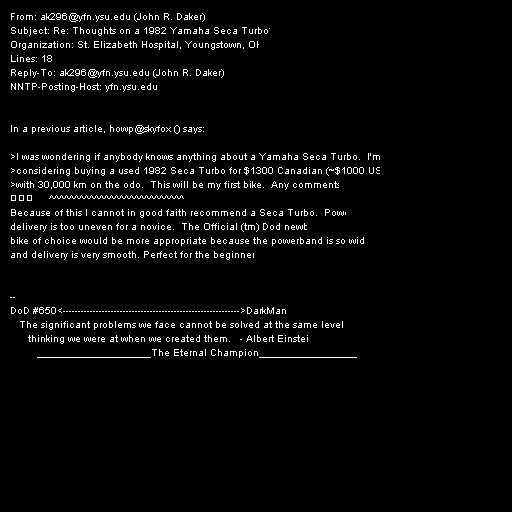 From: ak296@yfn.ysu.edu (John R. Daker)
Subject: Re: Thoughts on a 1982 Yamaha Seca Turbo
Organization: St. Elizabeth Hospital, Youngstown, OH
Lines: 18
Reply-To: ak296@yfn.ysu.edu (John R. Daker)
NNTP-Posting-Host: yfn.ysu.edu
In a previous article, howp@skyfox () says:
>I was wondering if anybody knows anything about a Yamaha Seca Turbo.  I'm
>considering buying a used 1982 Seca Turbo for $1300 Canadian (~$1000 US
>with 30,000 km on the odo.  This will be my first bike.  Any comments
^^^^^^^^^^^^^^^^^^^^^^^^^^^
Because of this I cannot in good faith recommend a Seca Turbo.  Powe
delivery is too uneven for a novice.  The Official (tm) Dod newb
bike of choice would be more appropriate because the powerband is so wid
and delivery is very smooth. Perfect for the beginner
--
DoD #650<----------------------------------------------------------->DarkMan
The significant problems we face cannot be solved at the same level
thinking we were at when we created them.   - Albert Einstei
____________________The Eternal Champion_________________